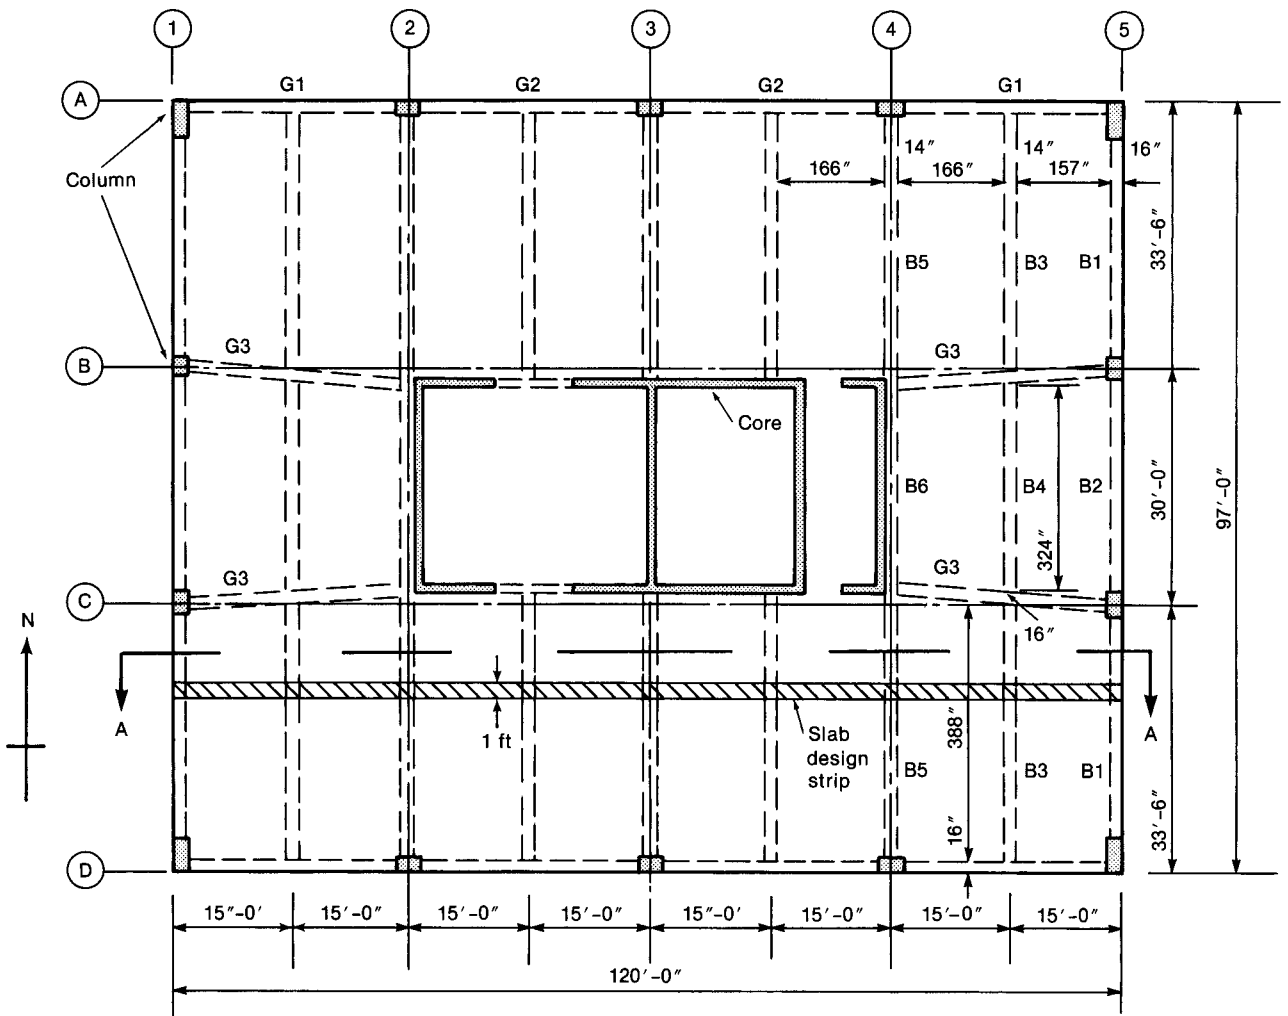 1 2 3 4 5
A
G1 G2 G2 G1
14″ 14″ 16″
166″ 166″ 157″
Column
33′-6″
B5 B3 B1
B
G3 G3
Core
B6 B4 B2
324″
30′-0″
97′-0″
G3 G3
C
16″
N
A A
1 ft
Slab
design
strip
388″
B5 B3 B1
16″
33′-6″
D
15″-0′ 15′-0″ 15′-0″ 15′-0″ 15″-0′ 15′-0″ 15′-0″ 15′-0″
120′-0″